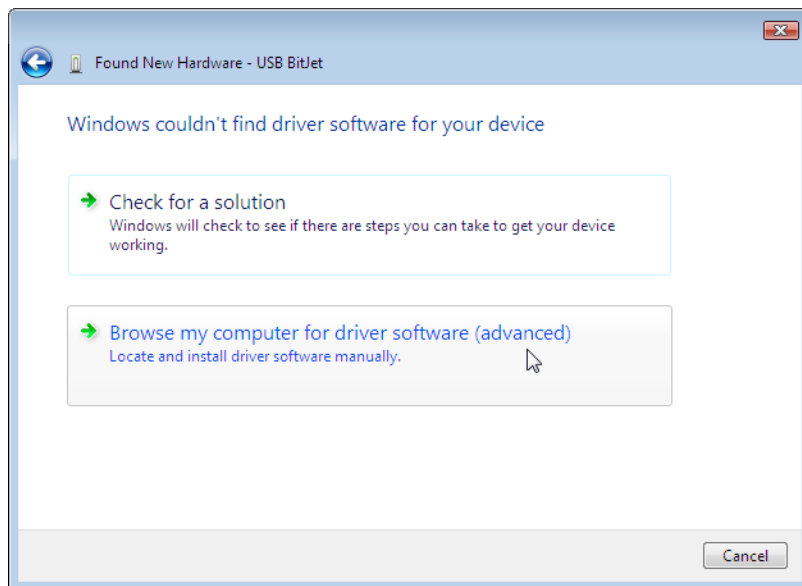 Found New Hardware - USB BitJet
Windows couldn't find driver software for your device
Check for a solution
Windows will check to see if there are steps you can take to get your device
working.
Browse my computer for driver software (advanced)
Locate and install driver software manually.
Cancel